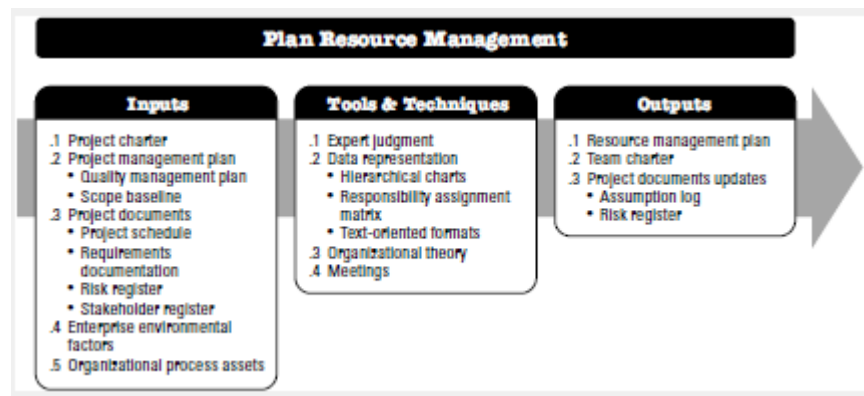 Plan Resource Management
Inputs
.1 Project charter
.2 Project management plan
• Quality management plan
• Scope baseline
.3 Project documents
• Project schedule
• Requirements
documentation
• Risk register
• Stakeholder register
.4 Enterprise environmental
factors
.5 Organizational process assets
Tools & Techniques
.1 Expert judgment
.2 Data representation
• Hierarchical charts
• Responsibility assignment
matrix
• Text-oriented formats
.3 Organizational theory
.4 Meetings
Outputs
.1 Resource management plan
.2 Team charter
.3 Project documents updates
• Assumption log
• Risk register